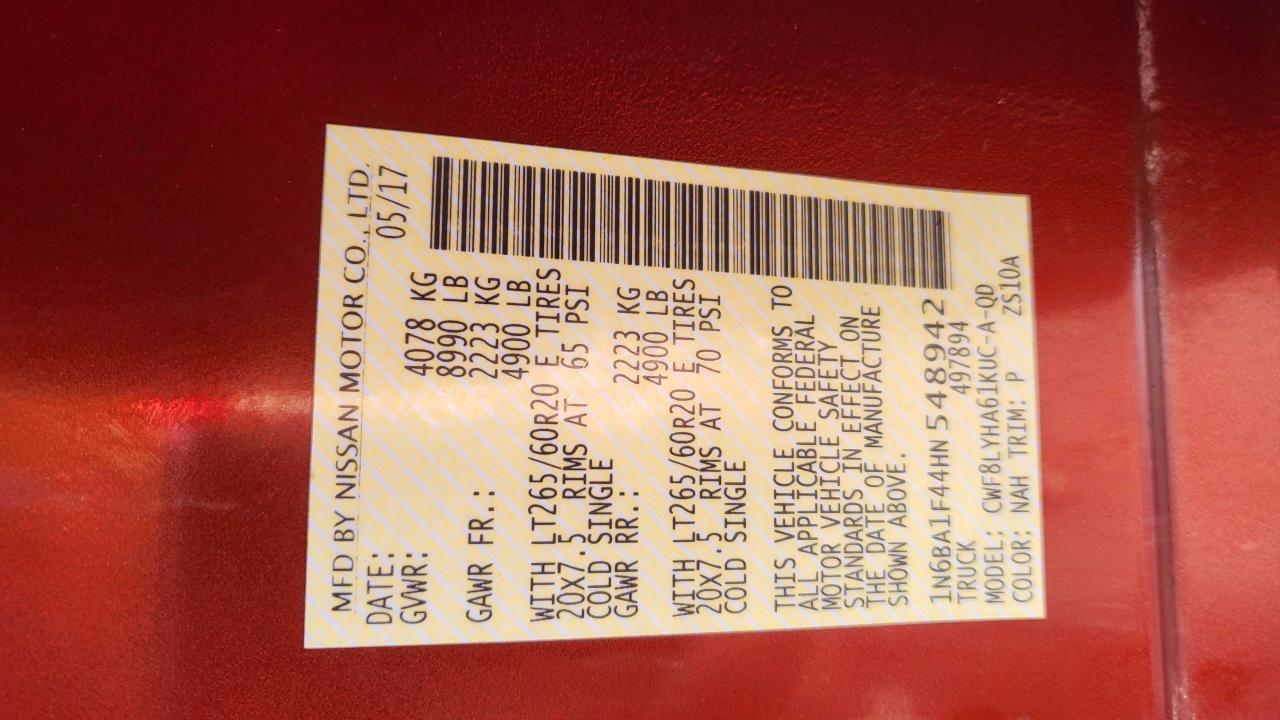 MFD BY NISSAN MOTOR CO., LTD.
DATE: 05/17
GVWR: 4078 KG
8990 LB
GAWR FR.: 2223 KG
4900 LB
WITH LT265/60R20 E TIRES
20X7.5 RIMS AT 65 PSI
COLD SINGLE
GAWR RR.: 2223 KG
4900 LB
WITH LT265/60R20 E TIRES
20X7.5 RIMS AT 70 PSI
COLD SINGLE
THIS VEHICLE CONFORMS TO
ALL APPLICABLE FEDERAL
MOTOR VEHICLE SAFETY
STANDARDS IN EFFECT ON
THE DATE OF MANUFACTURE
SHOWN ABOVE.
1N6BA1F44HN548942
TRUCK 497894
MODEL: CWF8LYHA61KUC-A-QD
COLOR: NAH TRIM: P ZS10A